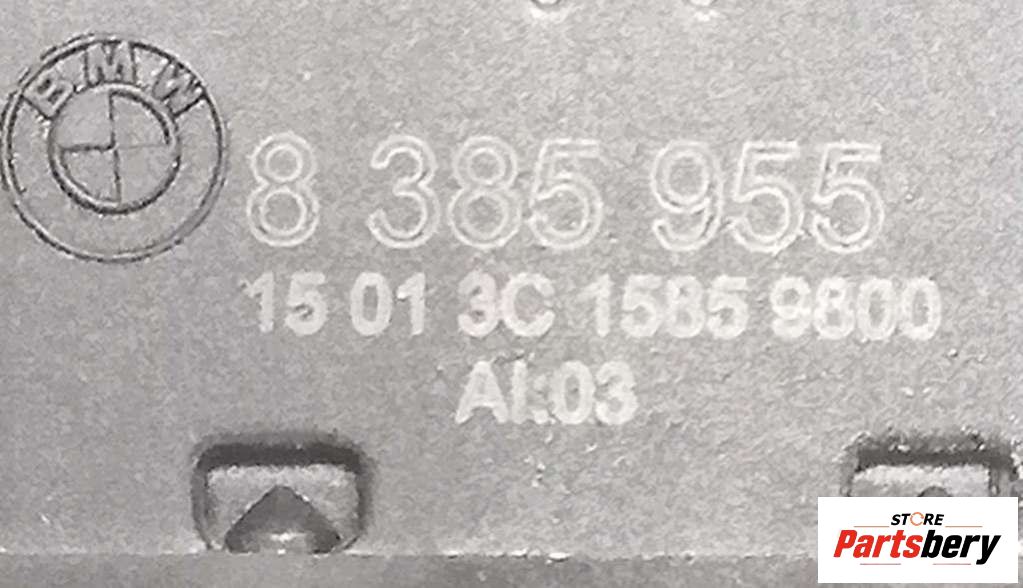 BMW
8 385 955
15 01 3C 1585 9800
AI:03
STORE
Partsbery